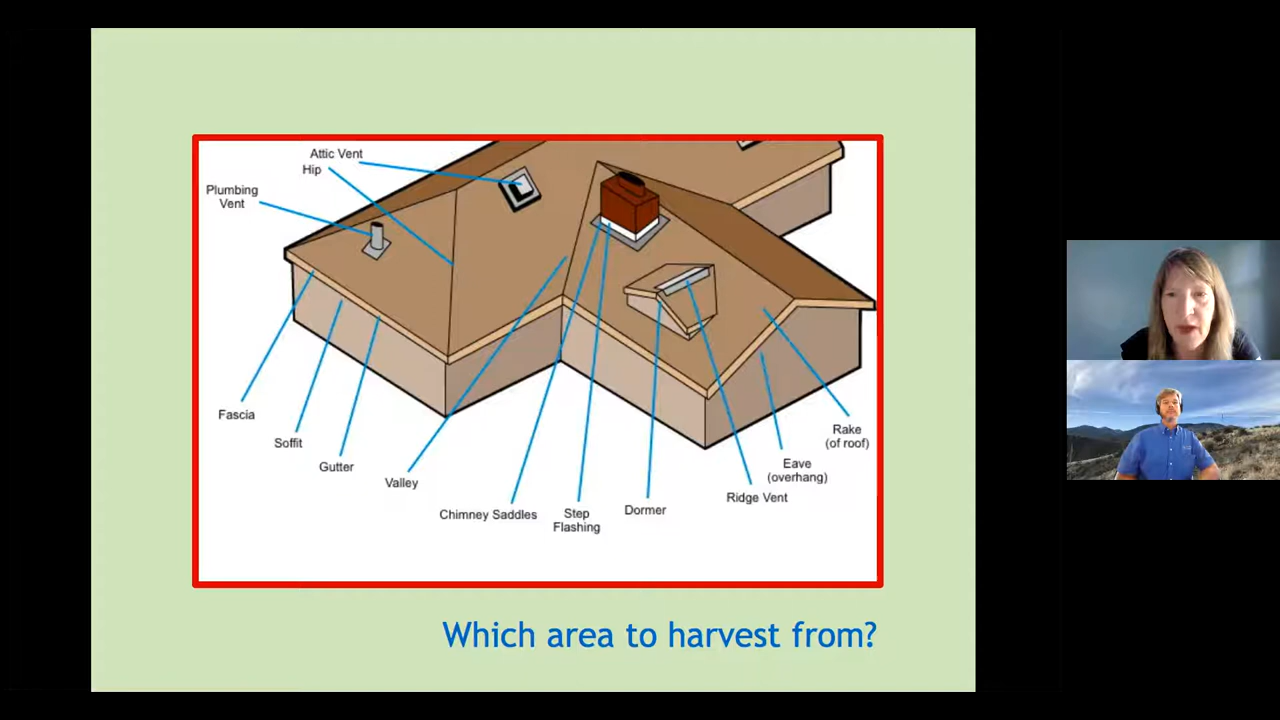 Attic Vent
Hip
Plumbing
Vent
Fascia
Soffit
Gutter
Valley
Chimney Saddles
Step
Flashing
Dormer
Ridge Vent
Eave
(overhang)
Rake
(of roof)
Which area to harvest from?